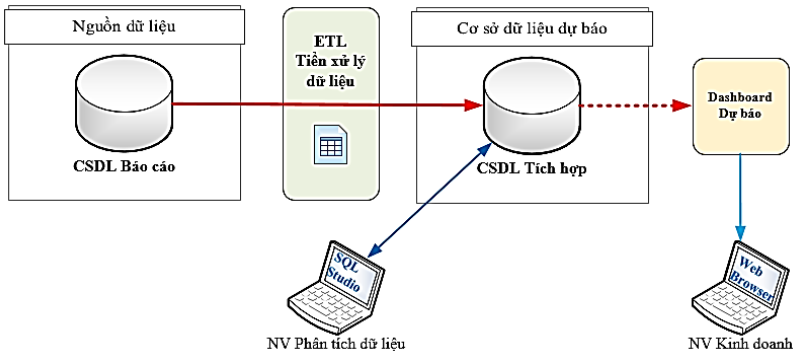 Nguồn dữ liệu
ETL
Tiền xử lý
dữ liệu
Cơ sở dữ liệu dự báo
Dashboard
Dự báo
CSDL Báo cáo
CSDL Tích hợp
SQL
Studio
Web
Browser
NV Phân tích dữ liệu
NV Kinh doanh